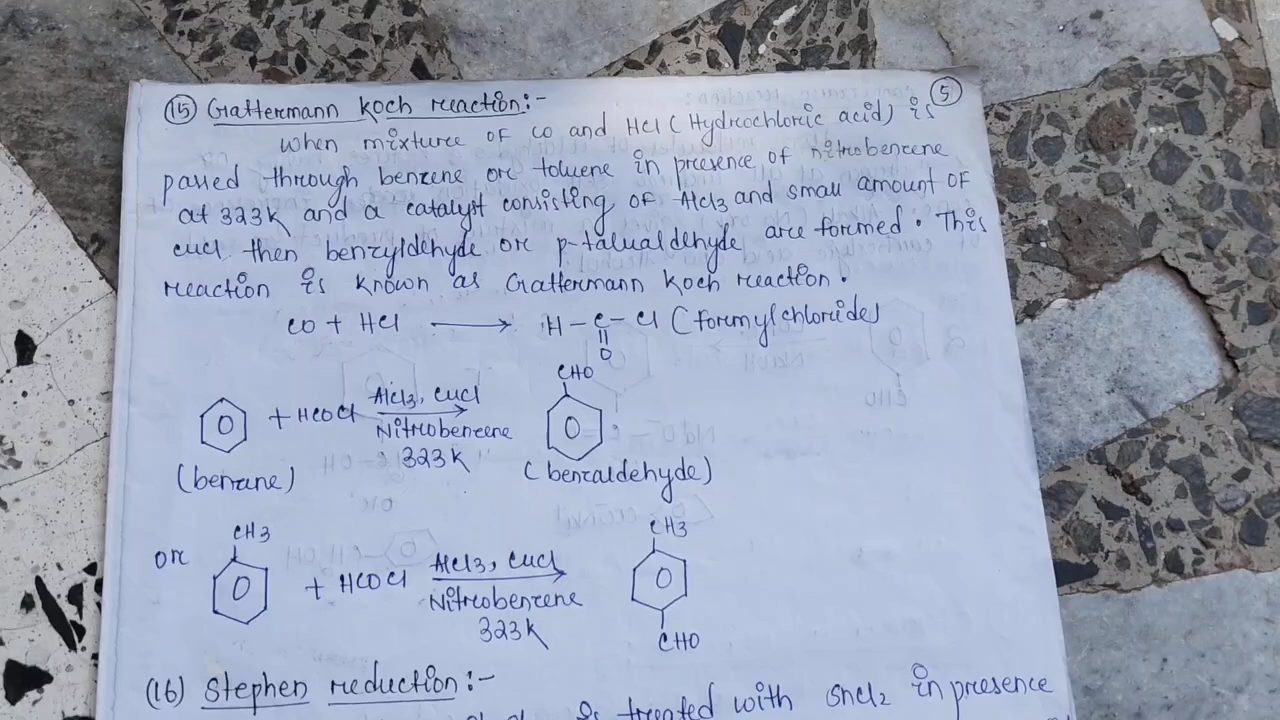 5
(15) Gattermann Koch reaction:-
when mixture of CO and HCl (Hydrochloric acid) is
passed through benzene or toluene in presence of nitrobenzene
at 323K and a catalyst consisting of AlCl3 and small amount of
CuCl then benzyldehyde or p-talualdehyde are formed. This
reaction is known as Gattermann Koch reaction.
CO + HCl ⟶ H-C-Cl (formylchloride)
||
O
CHO
+ HCOCl AlCl3, CuCl
Nitrobenzene
323K
(benzene) (benzaldehyde)
CH3 CH3
or + HCOCl AlCl3, CuCl
Nitrobenzene
323K
CHO
(16) Stephen reduction:-
is treated with SnCl2 in presence